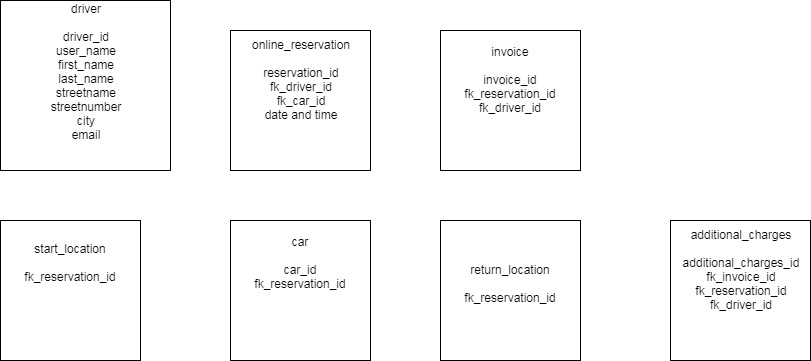 driver
driver_id
user_name
first_name
last_name
streetname
streetnumber
city
email
online_reservation
reservation_id
fk_driver_id
fk_car_id
date and time
invoice
invoice_id
fk_reservation_id
fk_driver_id
start_location
fk_reservation_id
car
car_id
fk_reservation_id
return_location
fk_reservation_id
additional_charges
additional_charges_id
fk_invoice_id
fk_reservation_id
fk_driver_id